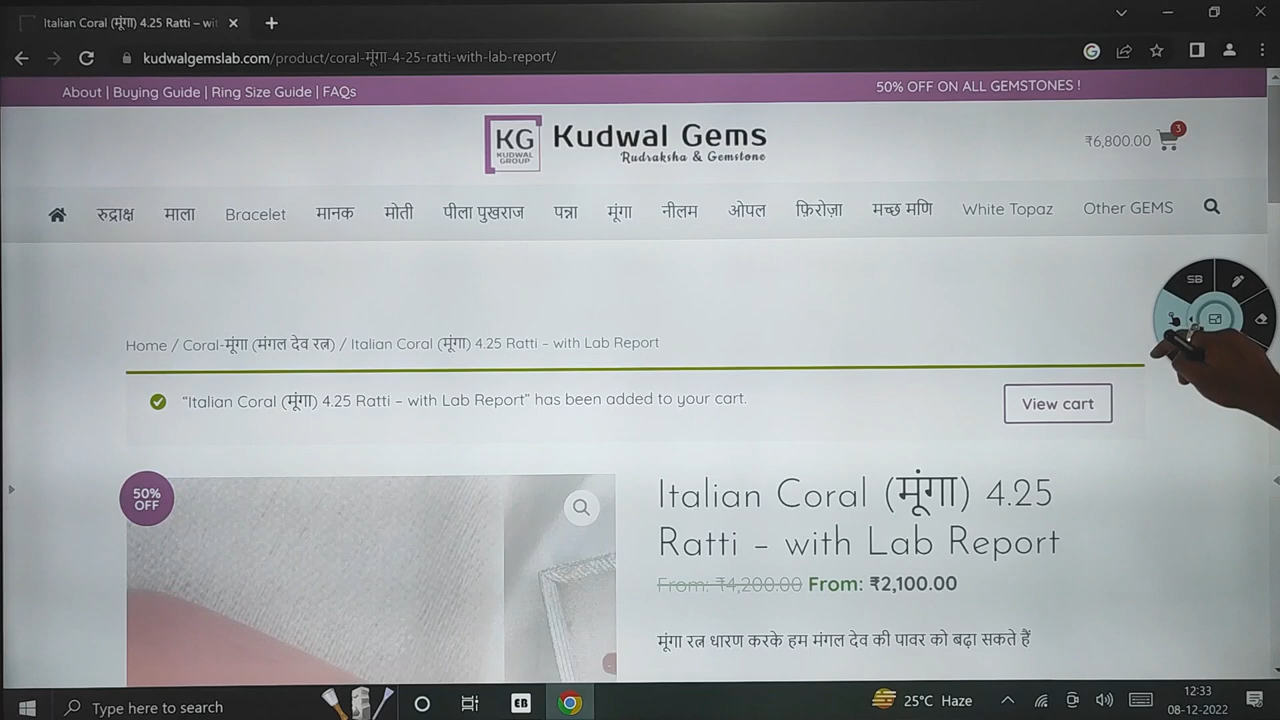 Italian Coral (मूंगा) 4.25 Ratti – wit
kudwalgemslab.com/product/coral-मूंगा-4-25-ratti-with-lab-report/
About | Buying Guide | Ring Size Guide | FAQs
50% OFF ON ALL GEMSTONES !
KG
KUDWAL
GROUP
Kudwal Gems
Rudraksha & Gemstone
₹6,800.00
3
रुद्राक्ष माला Bracelet मानक मोती पीला पुखराज पन्ना मूंगा नीलम ओपल फ़िरोज़ा मच्छ मणि White Topaz Other GEMS
SB
Home / Coral-मूंगा (मंगल देव रत्न) / Italian Coral (मूंगा) 4.25 Ratti – with Lab Report
“Italian Coral (मूंगा) 4.25 Ratti – with Lab Report” has been added to your cart.
View cart
50%
OFF
Italian Coral (मूंगा) 4.25
Ratti – with Lab Report
From: ₹4,200.00 From: ₹2,100.00
मूंगा रत्न धारण करके हम मंगल देव की पावर को बढ़ा सकते हैं
Type here to search
EB
25°C Haze
12:33
08-12-2022